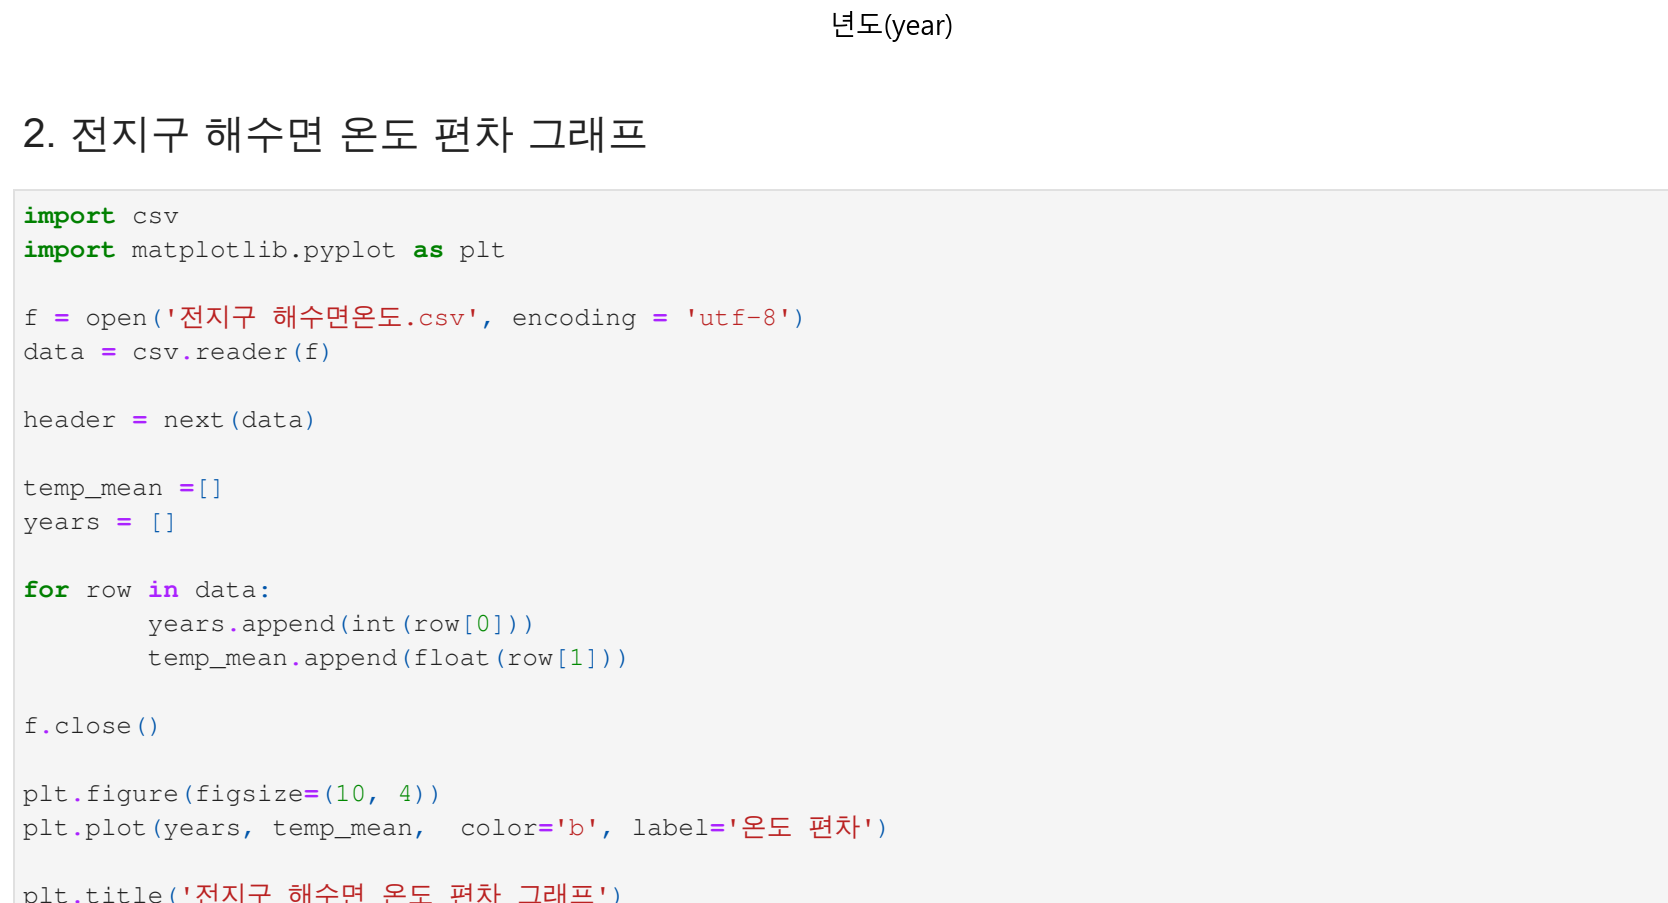 년도(year)
2. 전지구 해수면 온도 편차 그래프
import csv
import matplotlib.pyplot as plt
f = open('전지구 해수면온도.csv', encoding = 'utf-8')
data = csv.reader(f)
header = next(data)
temp_mean =[]
years = []
for row in data:
        years.append(int(row[0]))
        temp_mean.append(float(row[1]))
f.close()
plt.figure(figsize=(10, 4))
plt.plot(years, temp_mean,  color='b', label='온도 편차')
plt.title('전지구 해수면 온도 편차 그래프')